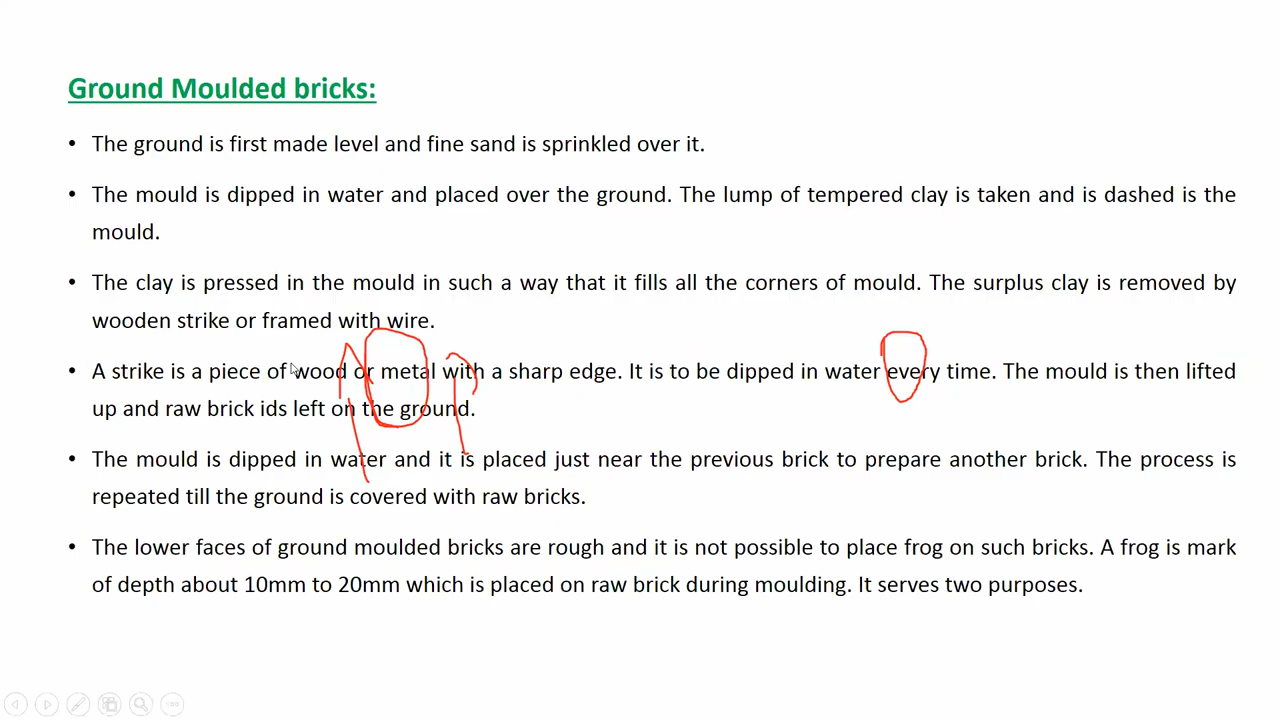 Ground Moulded bricks:
• The ground is first made level and fine sand is sprinkled over it.
• The mould is dipped in water and placed over the ground. The lump of tempered clay is taken and is dashed is the
mould.
• The clay is pressed in the mould in such a way that it fills all the corners of mould. The surplus clay is removed by
wooden strike or framed with wire.
• A strike is a piece of wood or metal with a sharp edge. It is to be dipped in water every time. The mould is then lifted
up and raw brick ids left on the ground.
• The mould is dipped in water and it is placed just near the previous brick to prepare another brick. The process is
repeated till the ground is covered with raw bricks.
• The lower faces of ground moulded bricks are rough and it is not possible to place frog on such bricks. A frog is mark
of depth about 10mm to 20mm which is placed on raw brick during moulding. It serves two purposes.